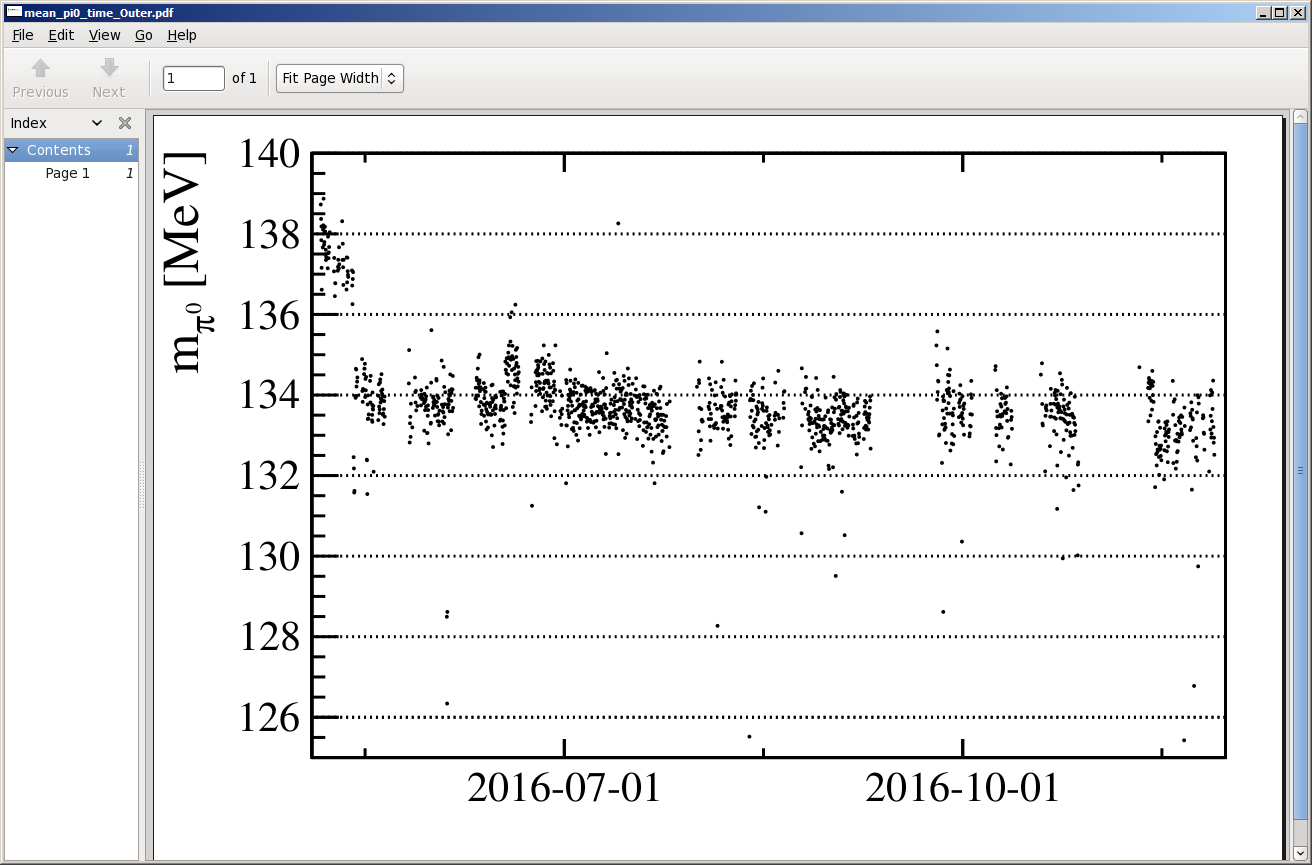 mean_pi0_time_Outer.pdf
File Edit View Go Help
Previous Next 1 of 1 Fit Page Width
Index
Contents 1
Page 1 1
m_π^0 [MeV]
140
138
136
134
132
130
128
126
2016-07-01 2016-10-01